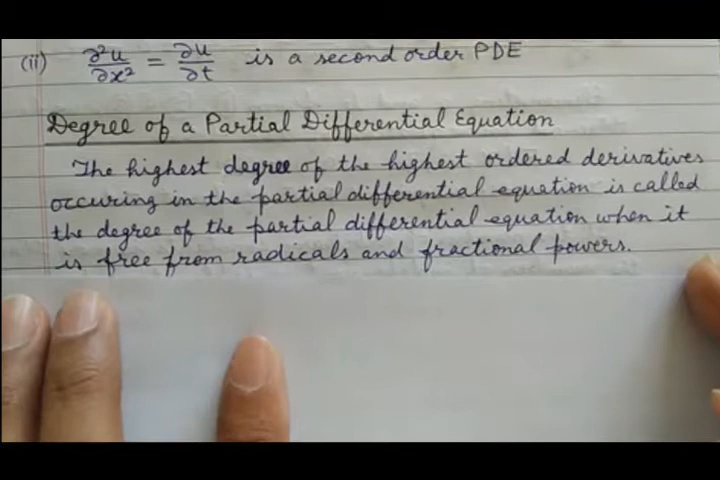 (ii) ∂²u/∂x² = ∂u/∂t is a second order PDE
Degree of a Partial Differential Equation
The highest degree of the highest ordered derivatives
occuring in the partial differential equation is called
the degree of the partial differential equation when it
is free from radicals and fractional powers.